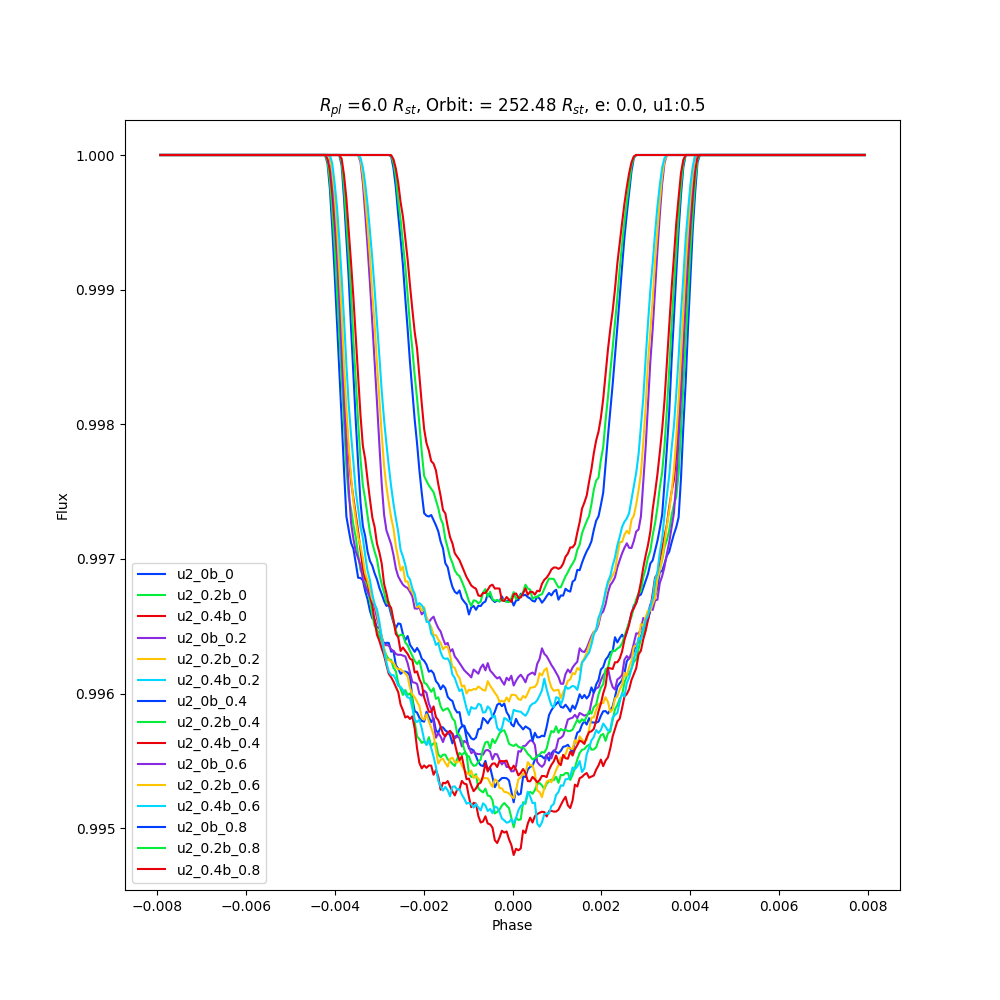 R_pl =6.0 R_st, Orbit: = 252.48 R_st, e: 0.0, u1:0.5
1.000
0.999
0.998
0.997
0.996
0.995
Flux
u2_0b_0
u2_0.2b_0
u2_0.4b_0
u2_0b_0.2
u2_0.2b_0.2
u2_0.4b_0.2
u2_0b_0.4
u2_0.2b_0.4
u2_0.4b_0.4
u2_0b_0.6
u2_0.2b_0.6
u2_0.4b_0.6
u2_0b_0.8
u2_0.2b_0.8
u2_0.4b_0.8
−0.008 −0.006 −0.004 −0.002 0.000 0.002 0.004 0.006 0.008
Phase